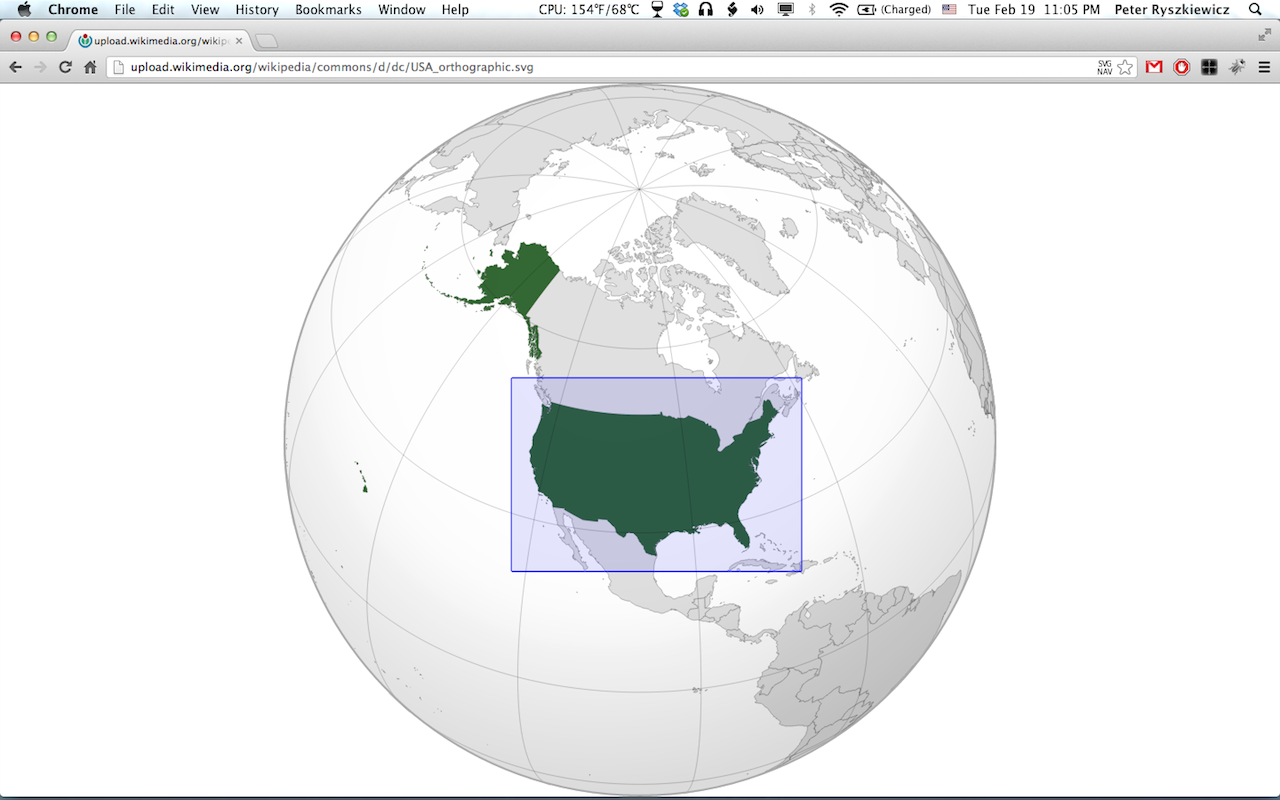 Chrome File Edit View History Bookmarks Window Help CPU: 154°F/68°C (Charged) Tue Feb 19 11:05 PM Peter Ryszkiewicz
upload.wikimedia.org/wikip
upload.wikimedia.org/wikipedia/commons/d/dc/USA_orthographic.svg
SVG
NAV